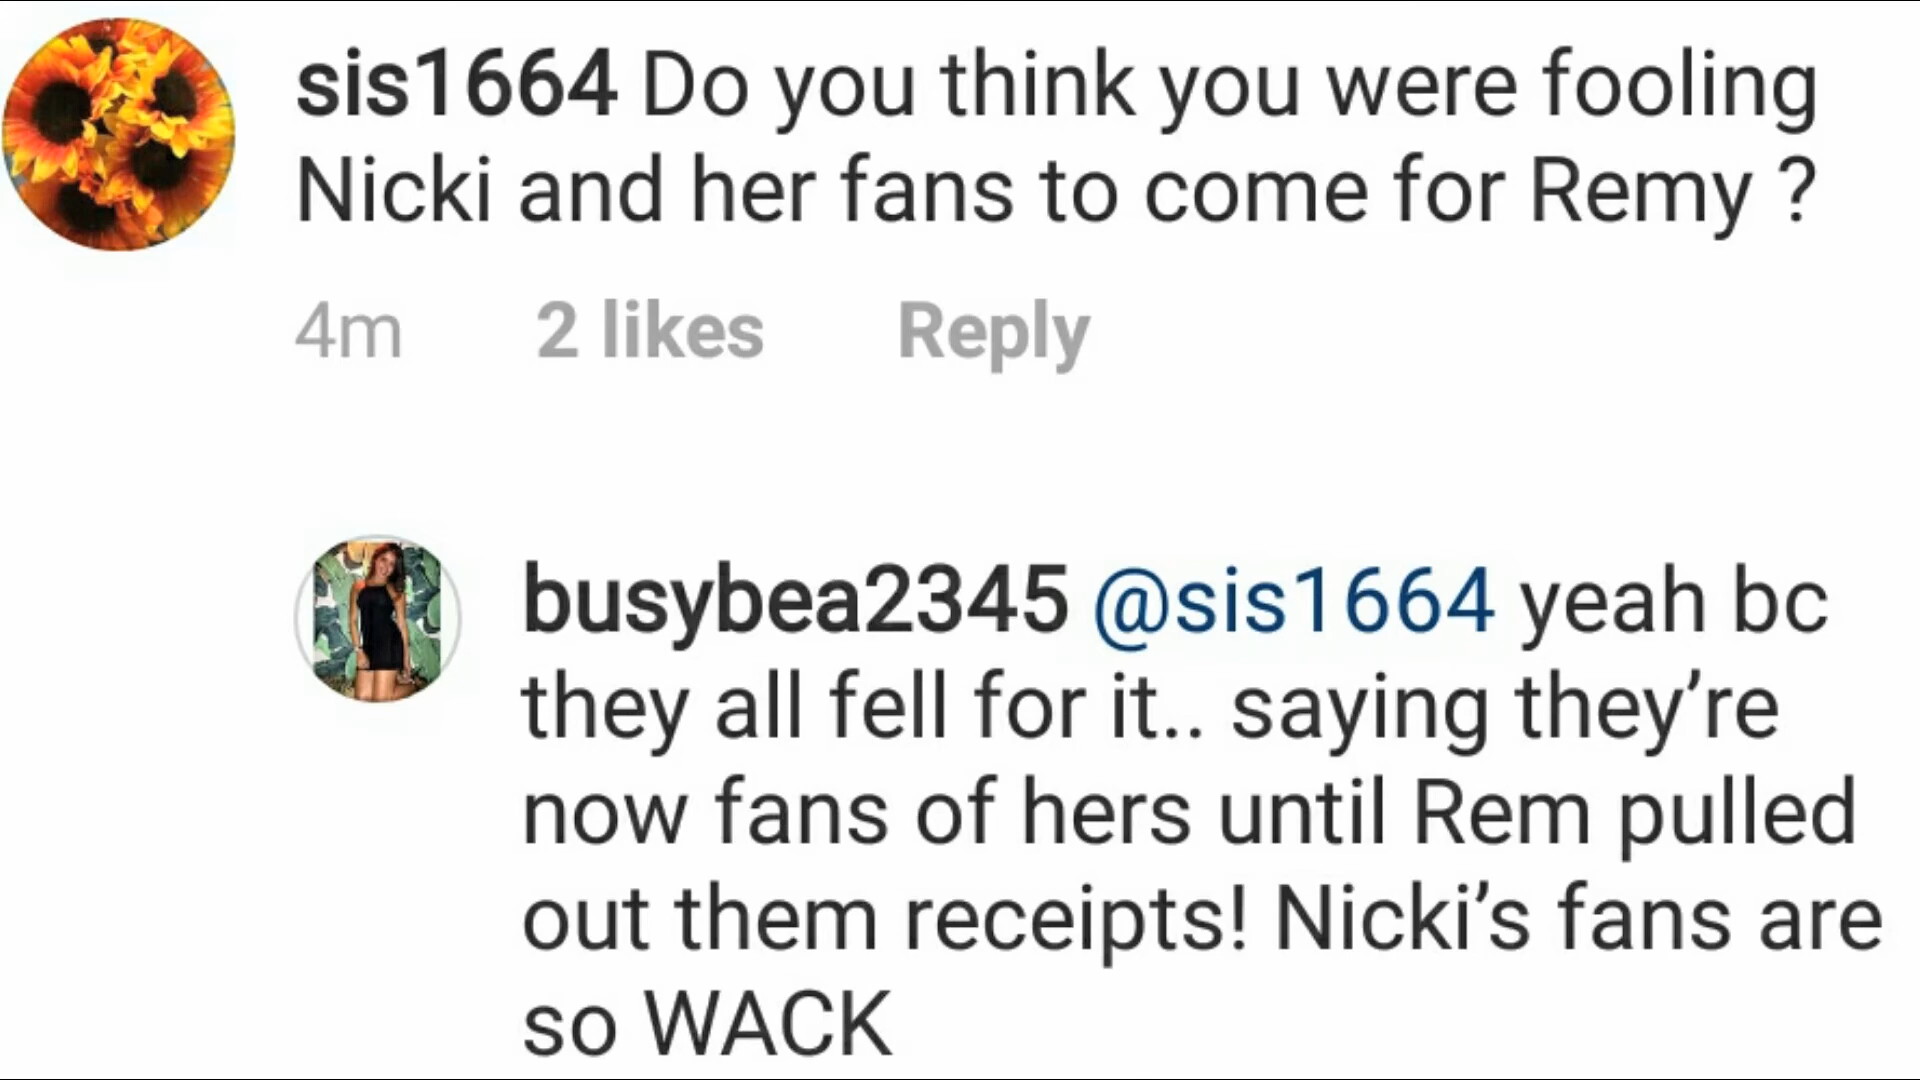 sis1664 Do you think you were fooling
Nicki and her fans to come for Remy ?
4m 2 likes Reply
busybea2345 @sis1664 yeah bc
they all fell for it.. saying they’re
now fans of hers until Rem pulled
out them receipts! Nicki’s fans are
so WACK